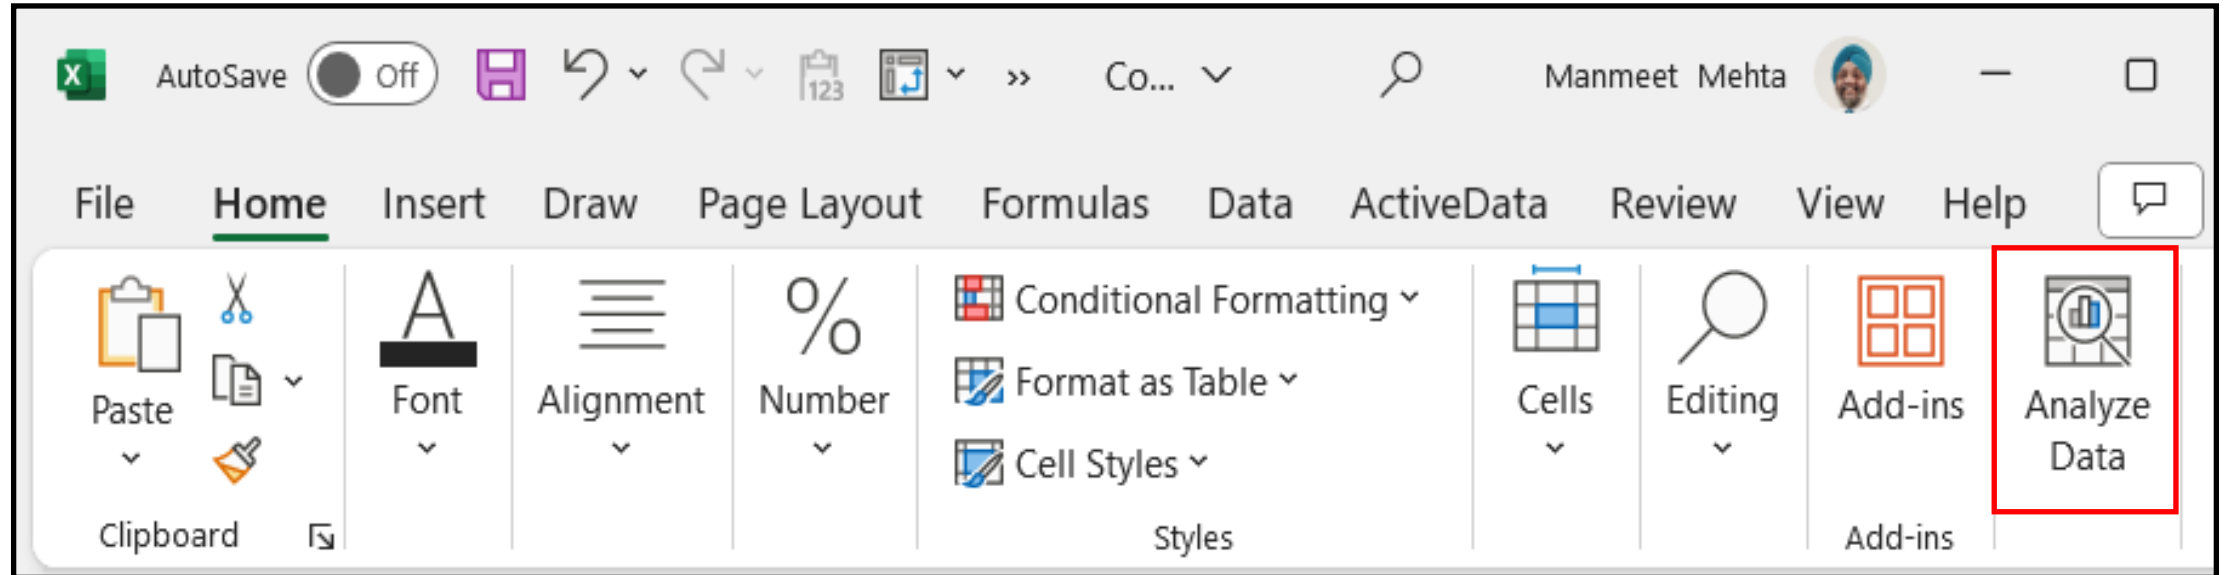 X AutoSave Off 123 Co... Manmeet Mehta
File Home Insert Draw Page Layout Formulas Data ActiveData Review View Help
Paste
Clipboard
A
Font
Alignment
%
Number
Conditional Formatting
Format as Table
Cell Styles
Styles
Cells
Editing
Add-ins
Add-ins
Analyze
Data